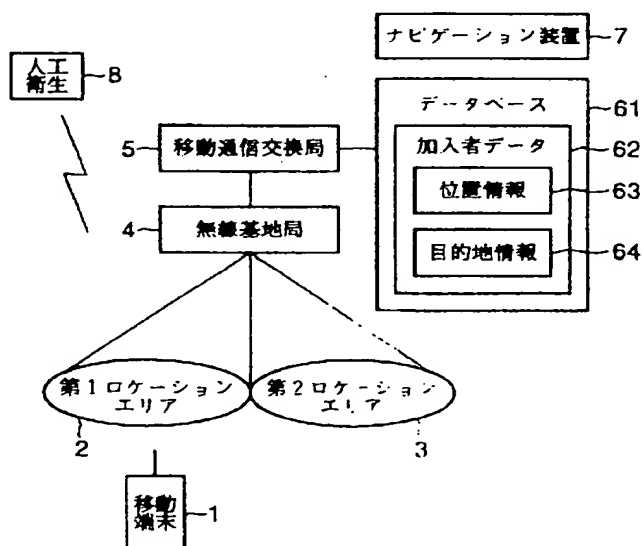 ナビゲーション装置
7
人工
衛生
8
データベース
61
5
移動通信交換局
加入者データ
62
位置情報
63
4
無線基地局
目的地情報
64
第1ロケーション
エリア
第2ロケーション
エリア
2
3
移動
端末
1